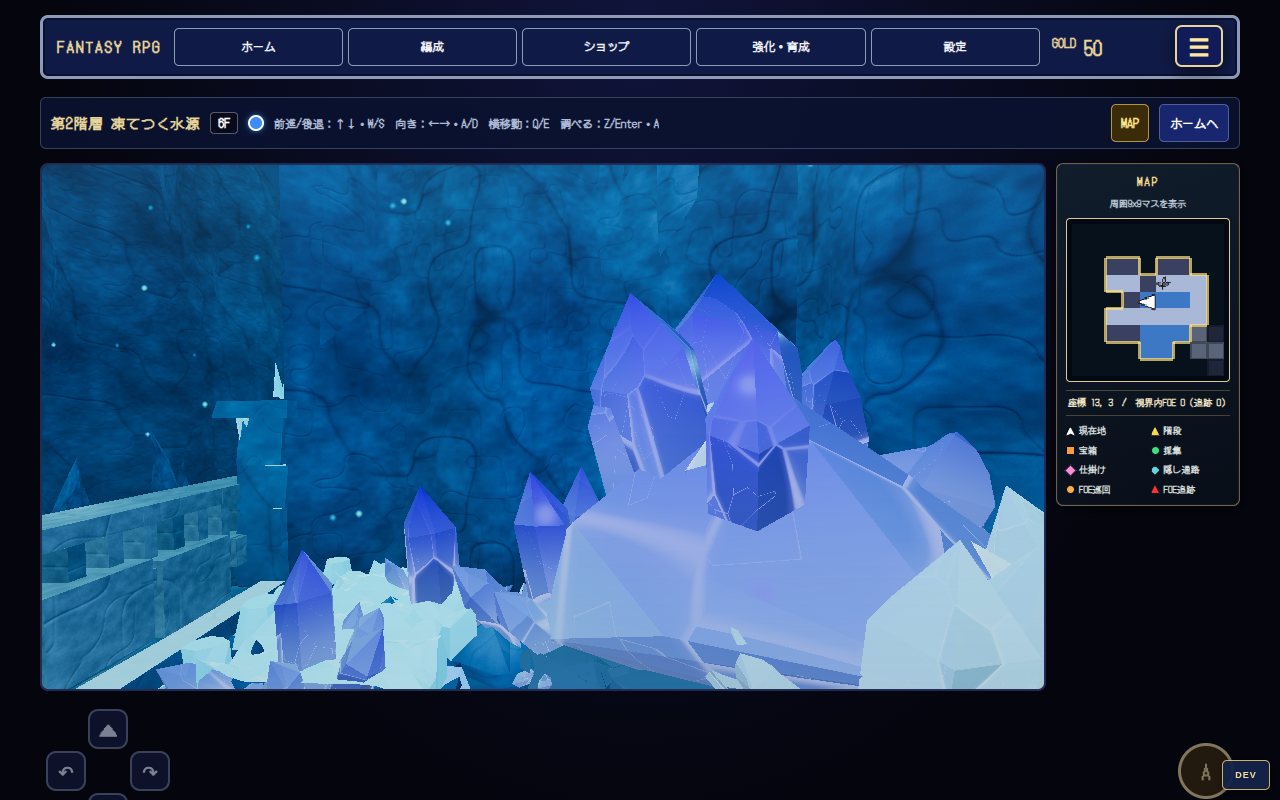 FANTASY RPG ホーム 編成 ショップ 強化・育成 設定 GOLD 50
第2階層 凍てつく水源 6F 前進/後退：↑↓・W/S 向き：←→・A/D 横移動：Q/E 調べる：Z/Enter・A MAP ホームへ
MAP
周囲9x9マスを表示
座標 13, 3 / 視界内FOE 0 (追跡 0)
現在地 階段
宝箱 採集
仕掛け 隠し通路
FOE巡回 FOE追跡
A
DEV